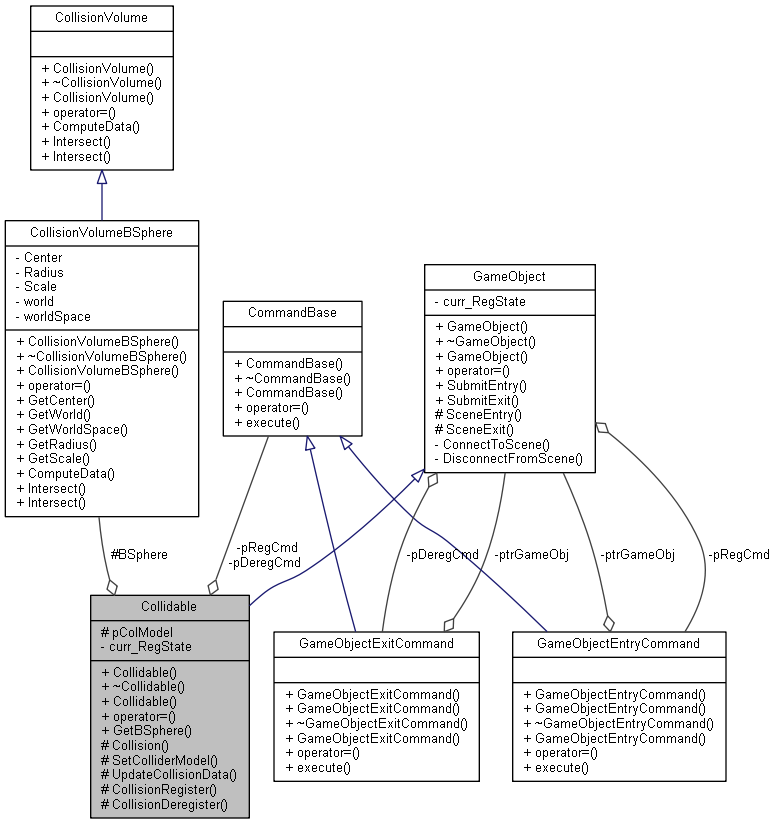 CollisionVolume
+ CollisionVolume()
+ ~CollisionVolume()
+ CollisionVolume()
+ operator=()
+ ComputeData()
+ Intersect()
+ Intersect()
CollisionVolumeBSphere
- Center
- Radius
- Scale
- world
- worldSpace
+ CollisionVolumeBSphere()
+ ~CollisionVolumeBSphere()
+ CollisionVolumeBSphere()
+ operator=()
+ GetCenter()
+ GetWorld()
+ GetWorldSpace()
+ GetRadius()
+ GetScale()
+ ComputeData()
+ Intersect()
+ Intersect()
CommandBase
+ CommandBase()
+ ~CommandBase()
+ CommandBase()
+ operator=()
+ execute()
GameObject
- curr_RegState
+ GameObject()
+ ~GameObject()
+ GameObject()
+ operator=()
+ SubmitEntry()
+ SubmitExit()
# SceneEntry()
# SceneExit()
- ConnectToScene()
- DisconnectFromScene()
#BSphere
-pRegCmd
-pDeregCmd
-pDeregCmd
-ptrGameObj
-ptrGameObj
-pRegCmd
Collidable
# pColModel
- curr_RegState
+ Collidable()
+ ~Collidable()
+ Collidable()
+ operator=()
+ GetBSphere()
# Collision()
# SetColliderModel()
# UpdateCollisionData()
# CollisionRegister()
# CollisionDeregister()
GameObjectExitCommand
+ GameObjectExitCommand()
+ GameObjectExitCommand()
+ ~GameObjectExitCommand()
+ GameObjectExitCommand()
+ operator=()
+ execute()
GameObjectEntryCommand
+ GameObjectEntryCommand()
+ GameObjectEntryCommand()
+ ~GameObjectEntryCommand()
+ GameObjectEntryCommand()
+ operator=()
+ execute()